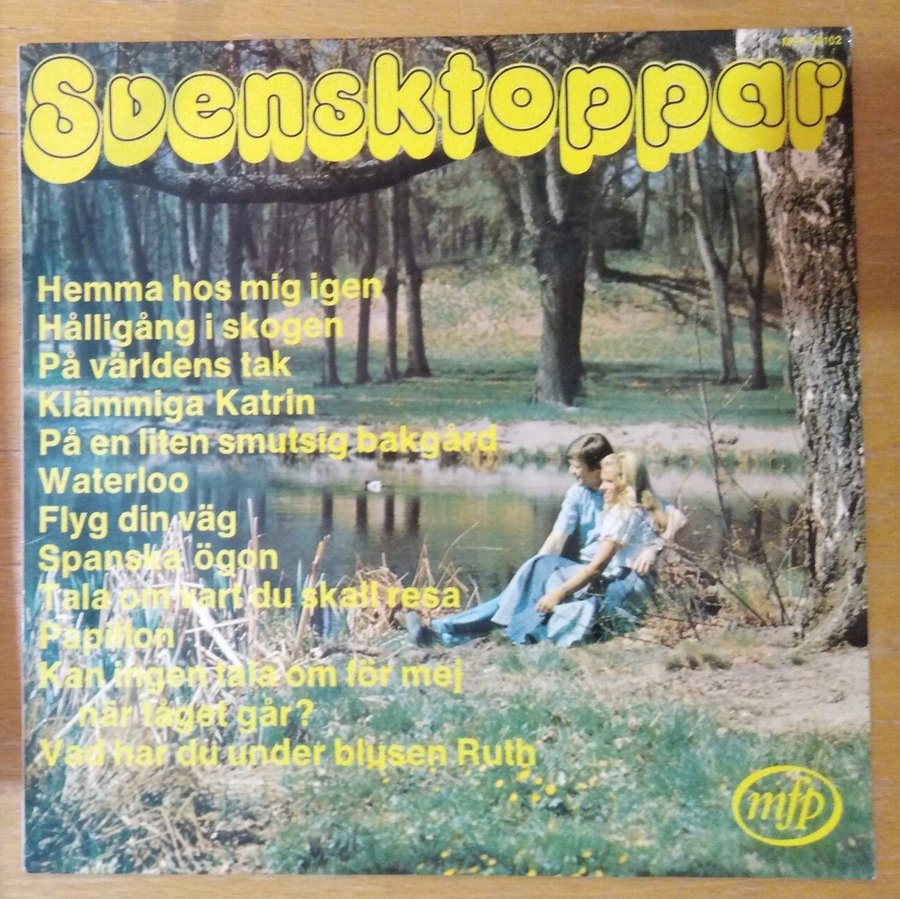 Svensktoppar
Hemma hos mig igen
Hålligång i skogen
På världens tak
Klämmiga Katrin
På en liten smutsig bakgård
Waterloo
Flyg din väg
Spanska ögon
Tala om vart du skall resa
Papillon
Kan ingen tala om för mej
när tåget går?
Vad har du under blusen Ruth
mfp